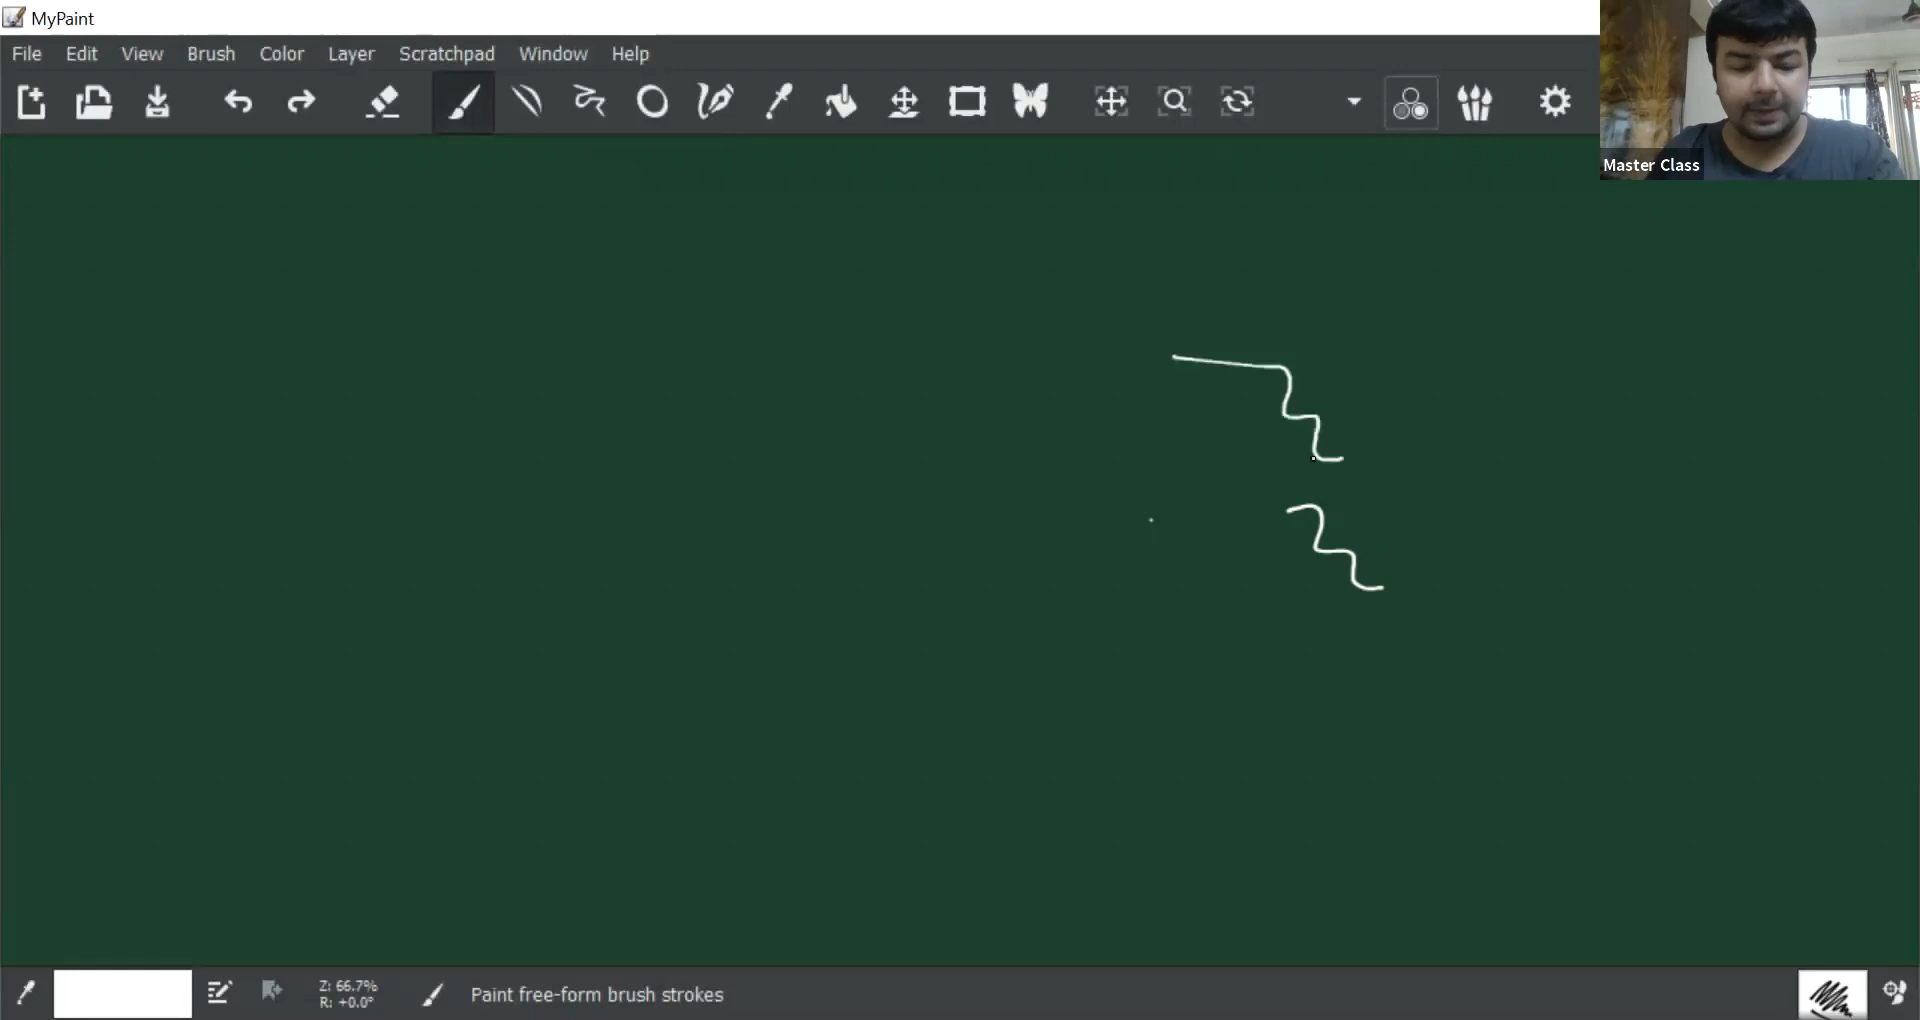 MyPaint
File Edit View Brush Color Layer Scratchpad Window Help
Master Class
Z: 66.7%
R: +0.0°
Paint free-form brush strokes